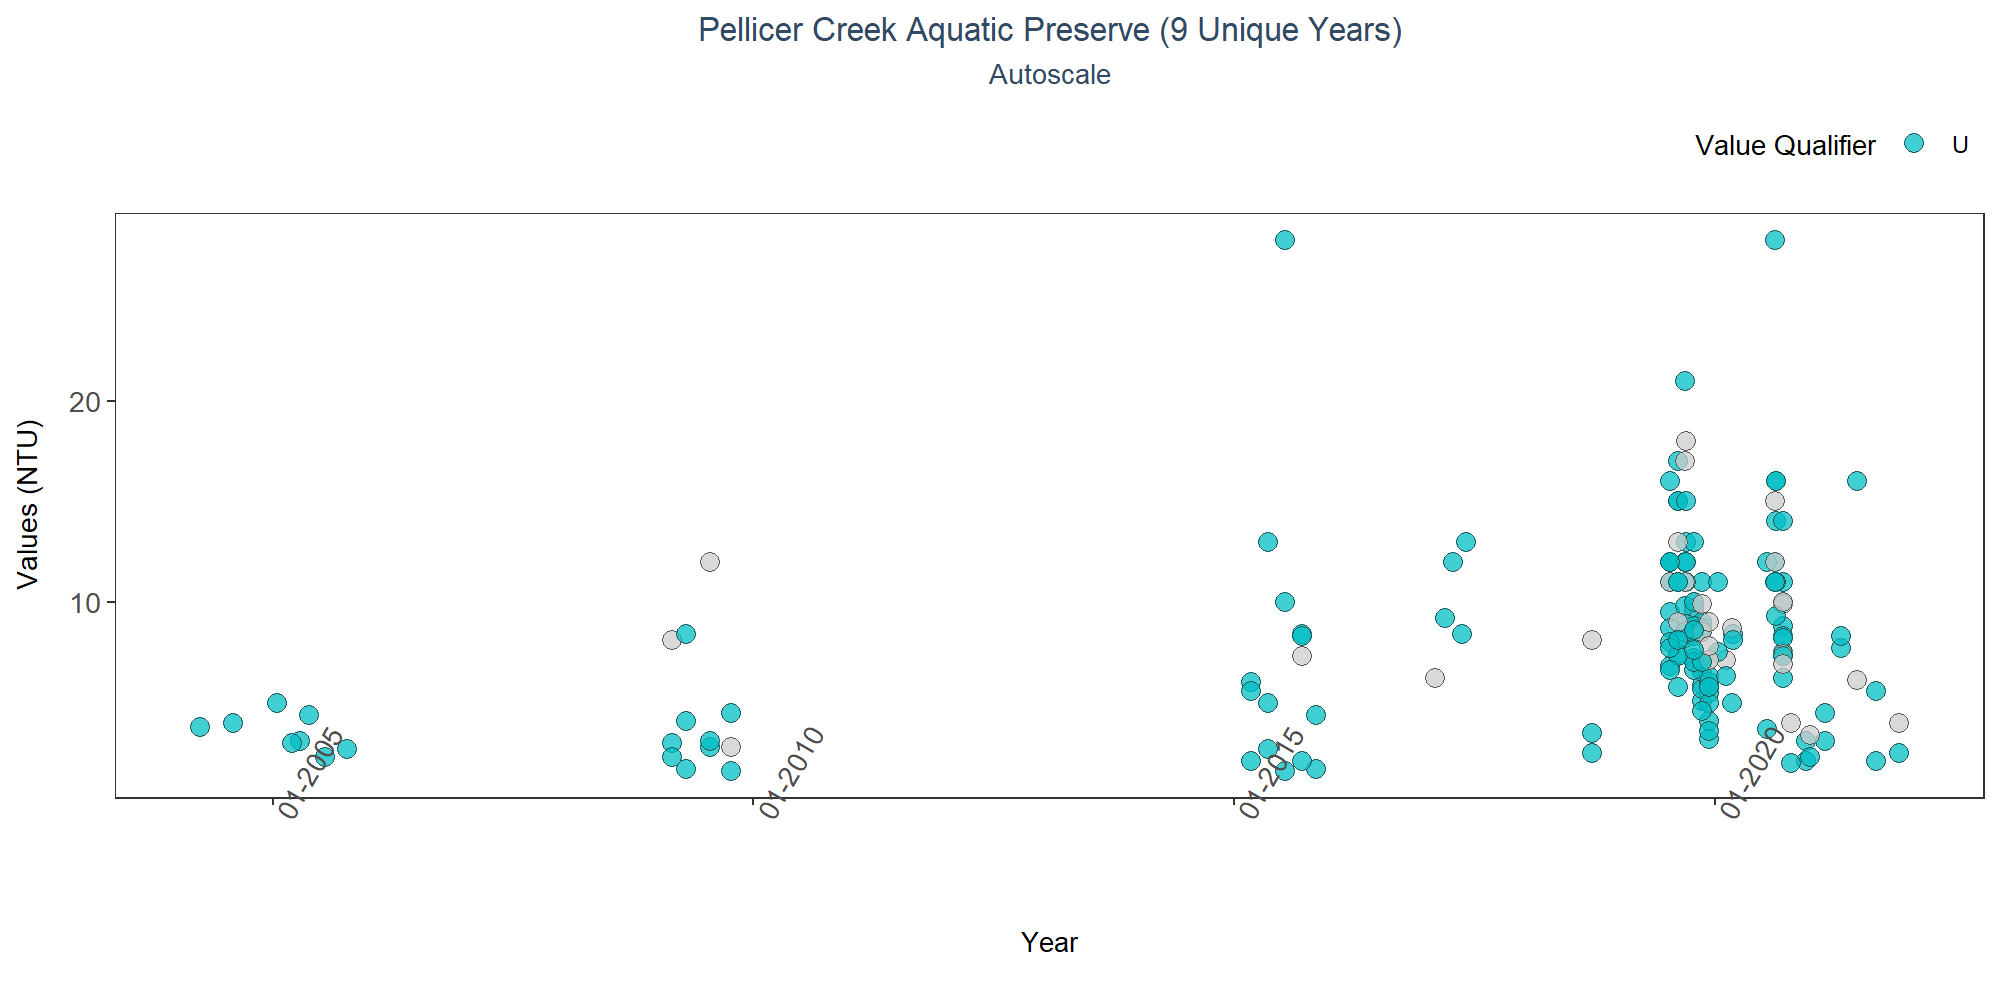 Pellicer Creek Aquatic Preserve (9 Unique Years)
Autoscale
Value Qualifier U
Values (NTU)
20
10
01-2005
01-2010
01-2015
01-2020
Year